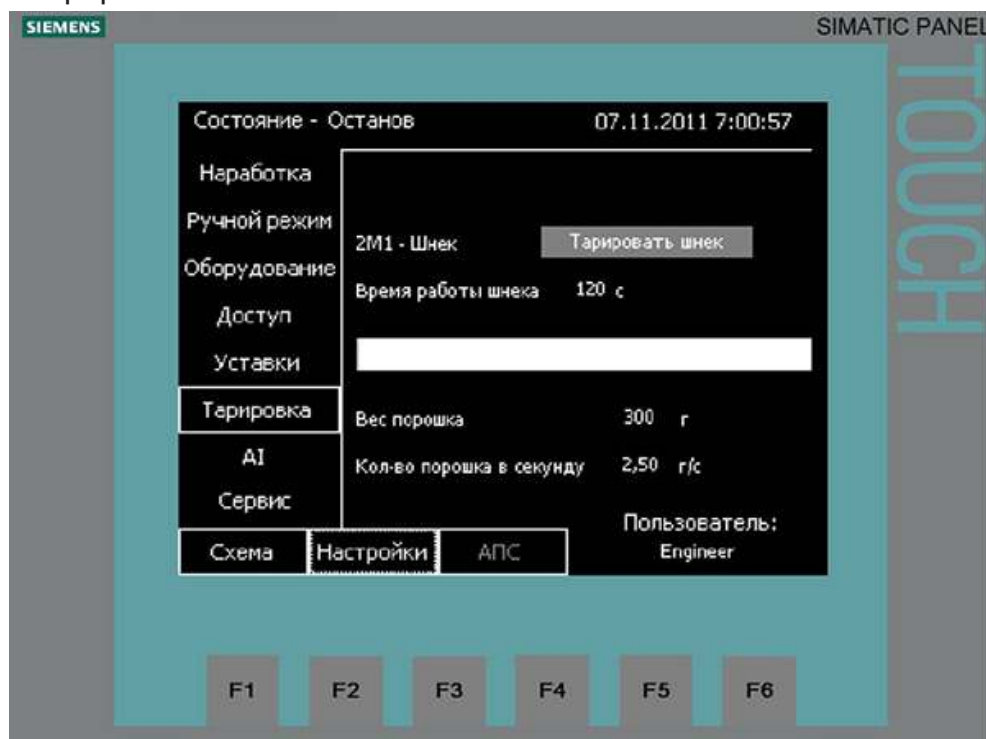 SIEMENS
SIMATIC PANEL
TOUCH
Состояние - Останов
07.11.2011 7:00:57
Наработка
Ручной режим
Оборудование
Доступ
Уставки
Тарировка
AI
Сервис
2М1 - Шнек
Тарировать шнек
Время работы шнека 120 с
Вес порошка 300 г
Кол-во порошка в секунду 2,50 г/с
Пользователь:
Engineer
Схема
Настройки
АПС
F1 F2 F3 F4 F5 F6